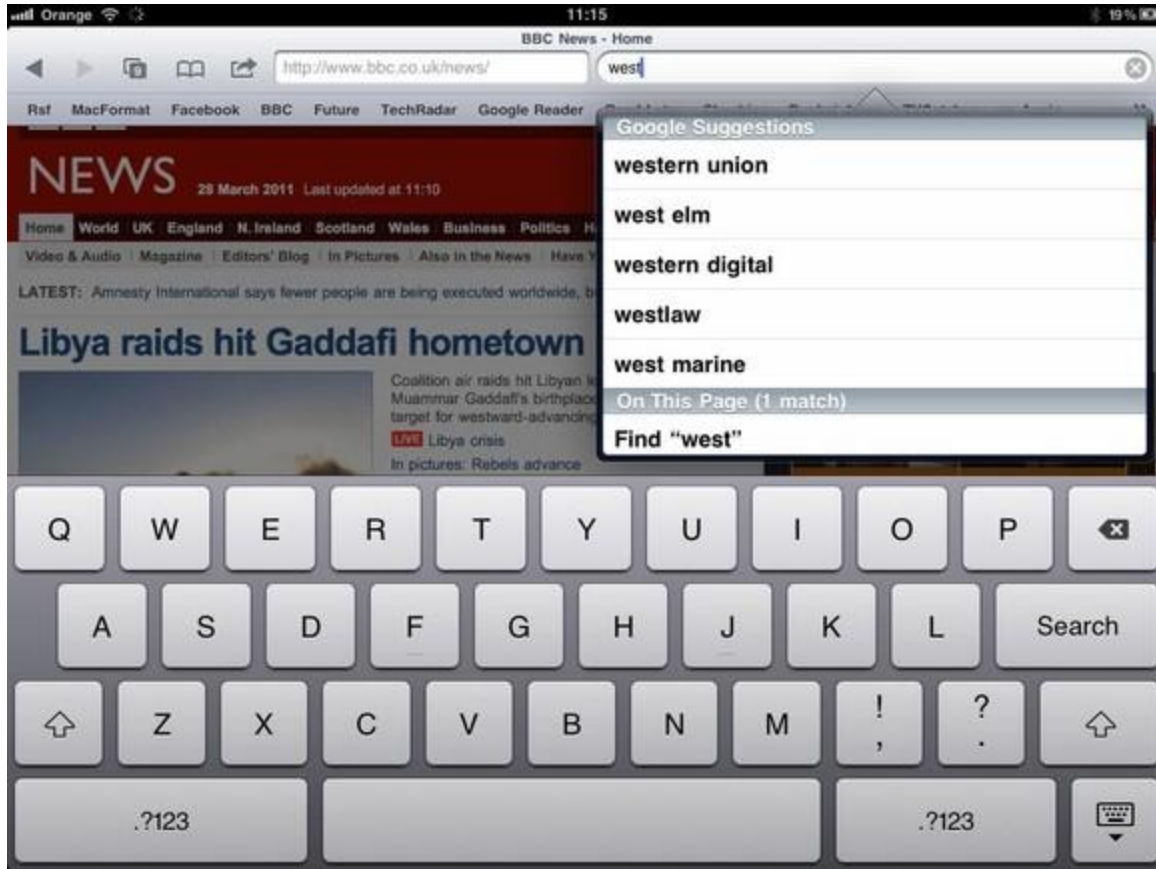 Orange 11:15 19%
BBC News - Home
http://www.bbc.co.uk/news/ west
Rsf MacFormat Facebook BBC Future TechRadar Google Reader
Google Suggestions
western union
west elm
western digital
westlaw
west marine
On This Page (1 match)
Find “west”
NEWS 28 March 2011 Last updated at 11:10
Home World UK England N. Ireland Scotland Wales Business Politics
Video & Audio Magazine Editors' Blog In Pictures Also in the News Have
LATEST: Amnesty International says fewer people are being executed worldwide,
Libya raids hit Gaddafi hometown
Coalition air raids hit Libyan
Muammar Gaddafi's
target for westward-advancing
LIVE Libya crisis
In pictures: Rebels advance
Q W E R T Y U I O P
A S D F G H J K L Search
Z X C V B N M ! , ? .
.?123 .?123